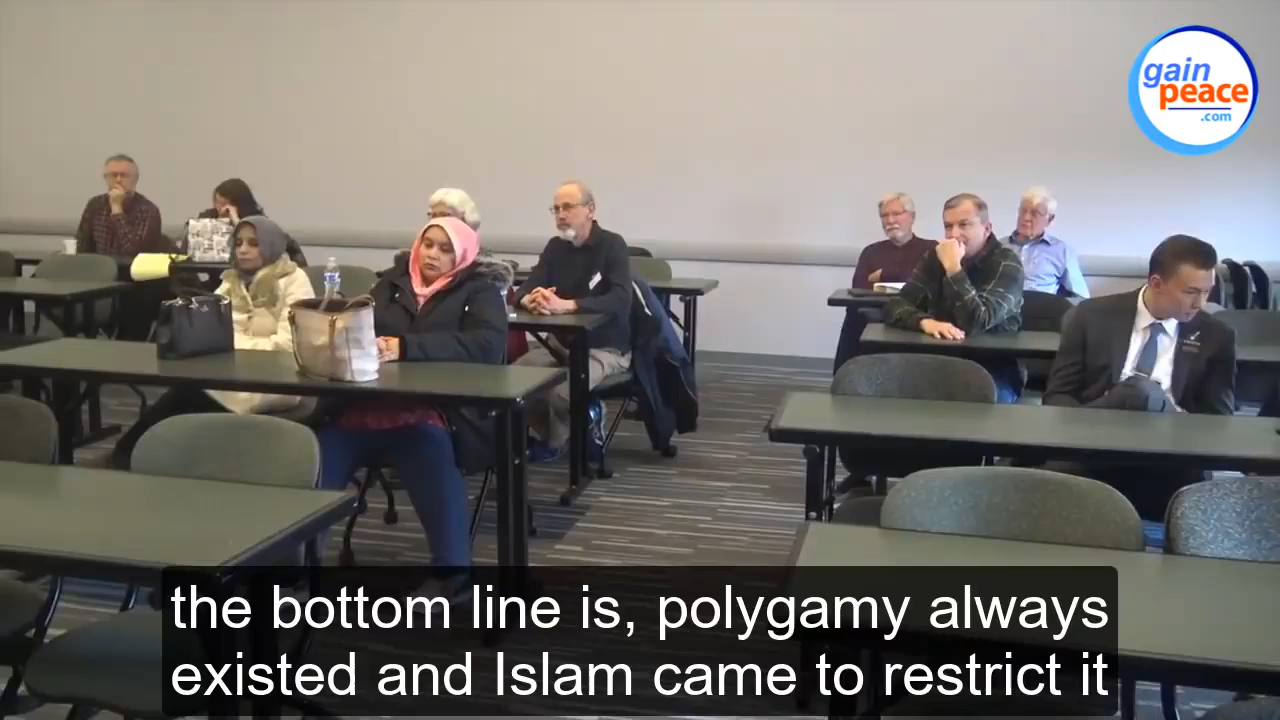 gain
peace
.com
the bottom line is, polygamy always
existed and Islam came to restrict it